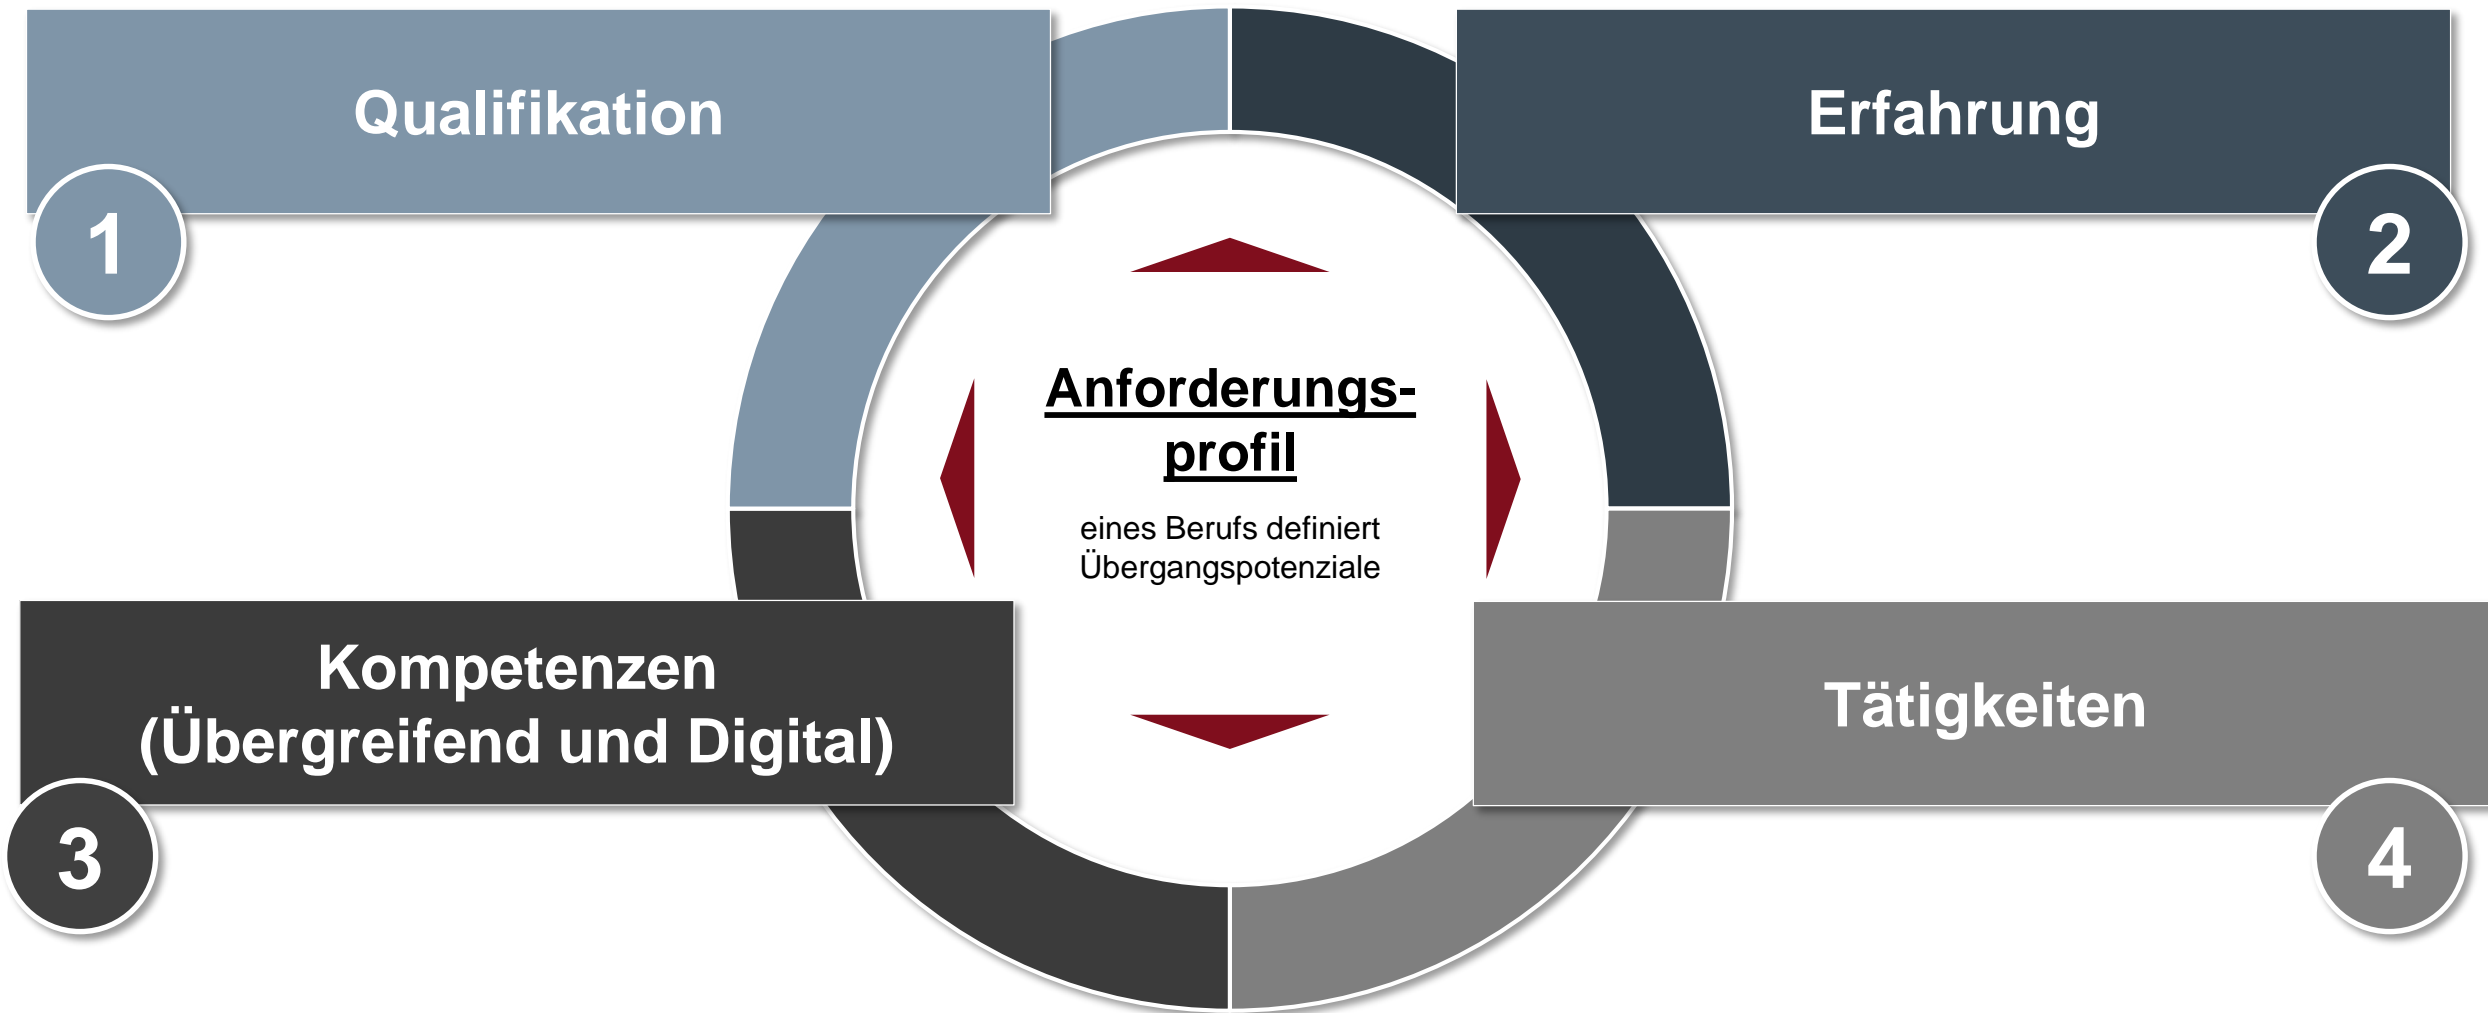 Qualifikation
1
Erfahrung
2
Anforderungs-
profil
eines Berufs definiert
Übergangspotenziale
Kompetenzen
(Übergreifend und Digital)
3
Tätigkeiten
4